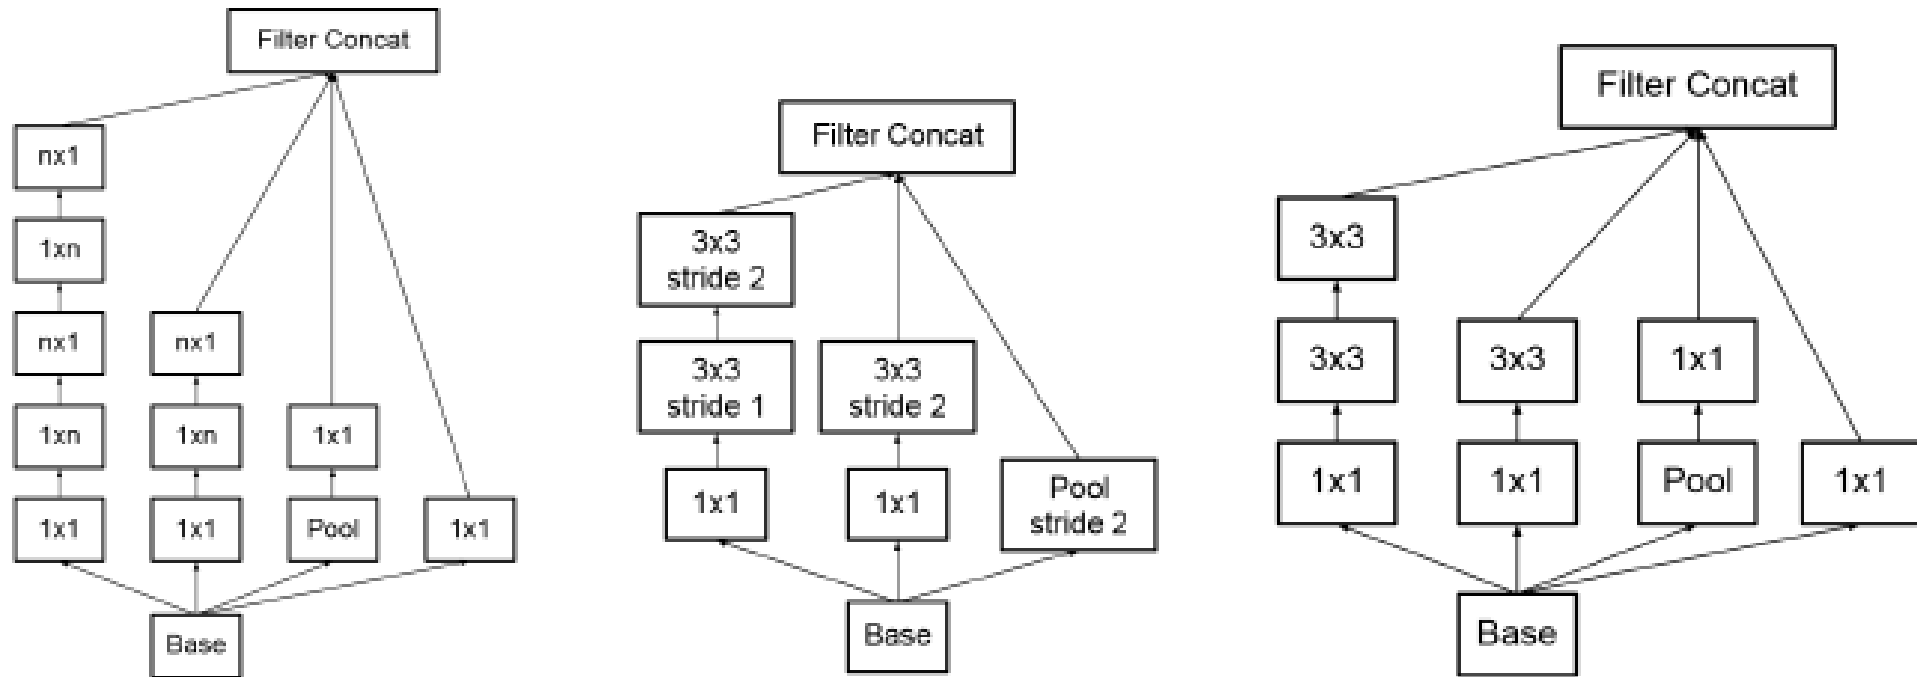 Filter Concat
nx1
1xn
nx1
nx1
1xn
1xn
1x1
1x1
1x1
Pool
1x1
Base
Filter Concat
3x3
stride 2
3x3
stride 1
3x3
stride 2
1x1
1x1
Pool
stride 2
Base
Filter Concat
3x3
3x3
3x3
1x1
1x1
1x1
Pool
1x1
Base